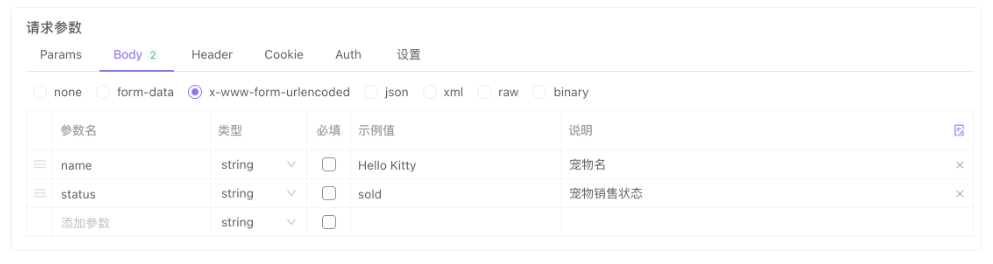 请求参数
Params Body 2 Header Cookie Auth 设置
none form-data x-www-form-urlencoded json xml raw binary
参数名 类型 必填 示例值 说明
name string Hello Kitty 宠物名
status string sold 宠物销售状态
添加参数 string